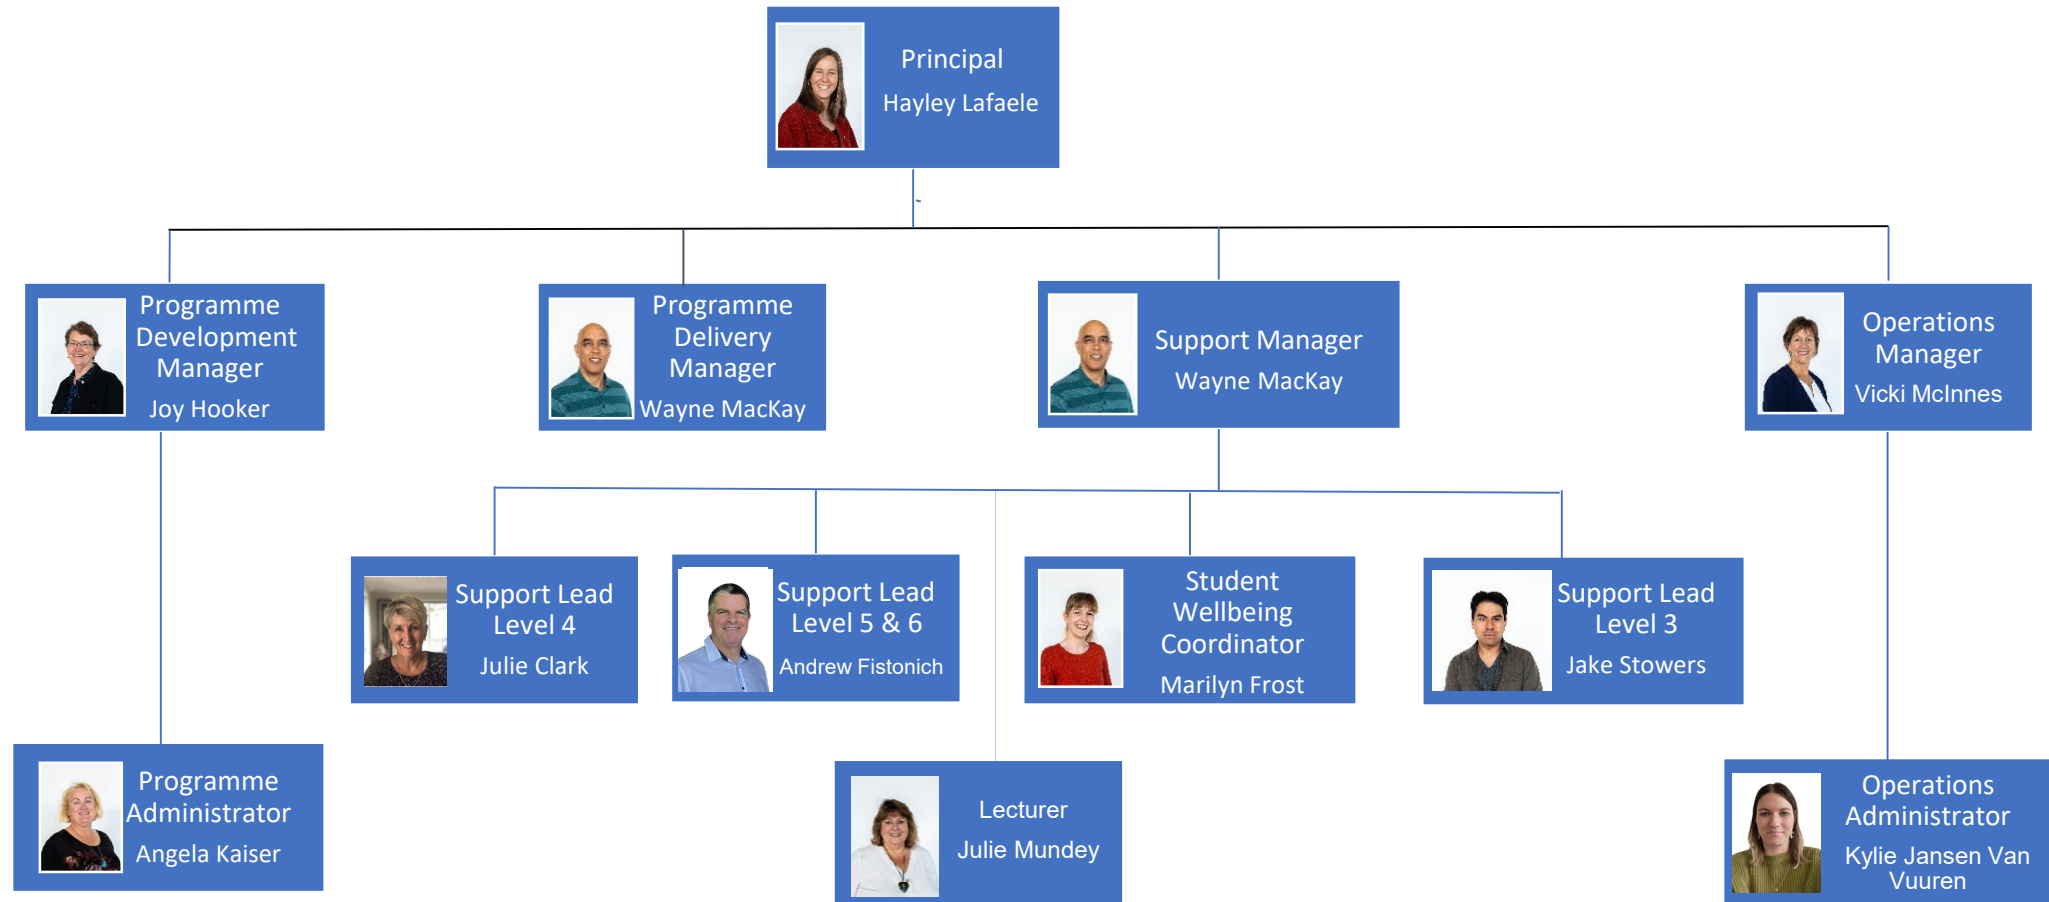 Principal
Hayley Lafaele
Programme
Development
Manager
Joy Hooker
Programme
Delivery
Manager
Wayne MacKay
Support Manager
Wayne MacKay
Operations
Manager
Vicki McInnes
Support Lead
Level 4
Julie Clark
Support Lead
Level 5 & 6
Andrew Fistonich
Student
Wellbeing
Coordinator
Marilyn Frost
Support Lead
Level 3
Jake Stowers
Programme
Administrator
Angela Kaiser
Lecturer
Julie Mundey
Operations
Administrator
Kylie Jansen Van
Vuuren